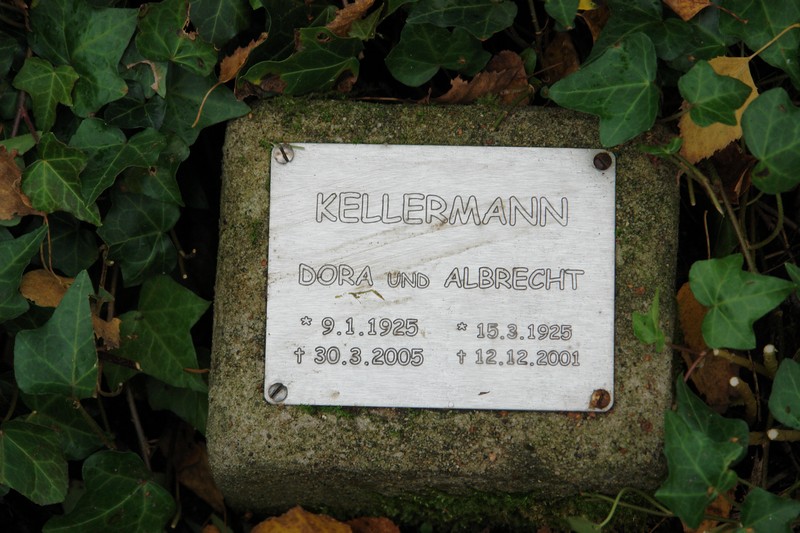 KELLERMANN
DORA UND ALBRECHT
* 9.1.1925 * 15.3.1925
† 30.3.2005 † 12.12.2001